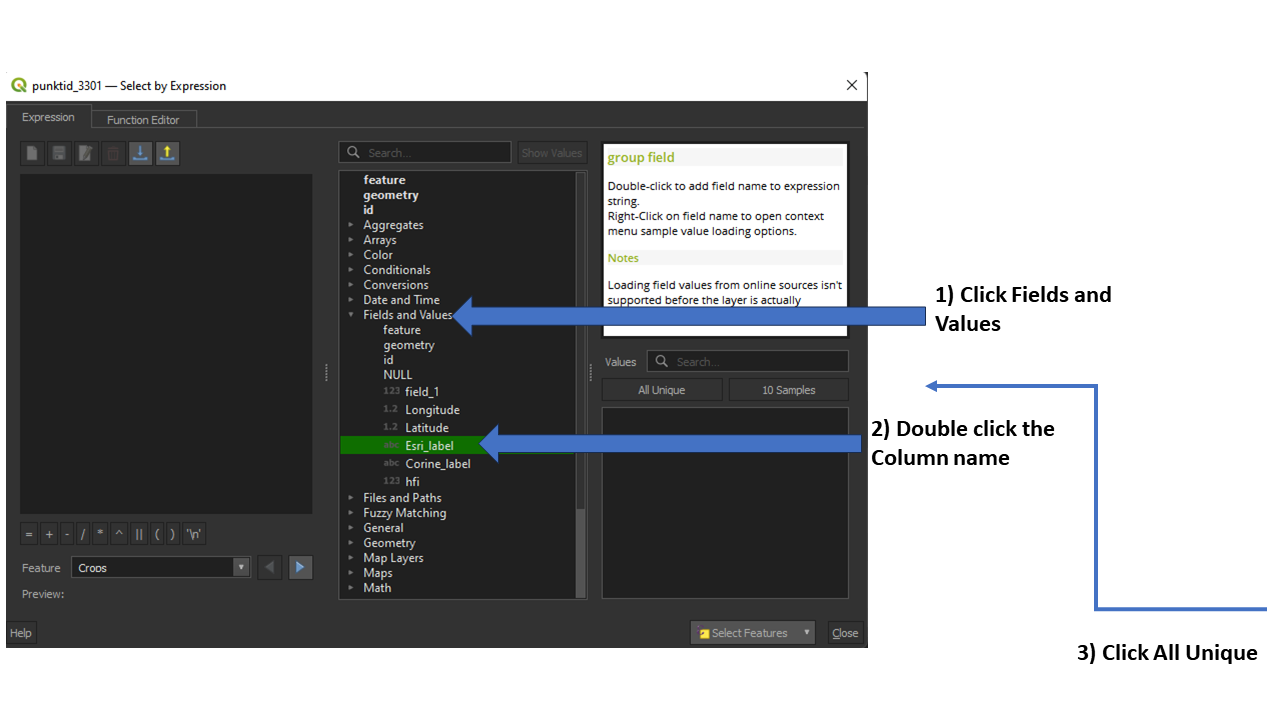 punktid_3301 — Select by Expression
Expression
Function Editor
Search...
Show Values
feature
geometry
id
Aggregates
Arrays
Color
Conditionals
Conversions
Date and Time
Fields and Values
feature
geometry
id
NULL
123 field_1
1.2 Longitude
1.2 Latitude
abc Esri_label
abc Corine_label
123 hfi
Files and Paths
Fuzzy Matching
General
Geometry
Map Layers
Maps
Math
group field
Double-click to add field name to expression
string.
Right-Click on field name to open context
menu sample value loading options.
Notes
Loading field values from online sources isn't
supported before the layer is actually
Values
Search...
All Unique
10 Samples
= + - / * ^ || ( ) '\n'
Feature
Crops
Preview:
Help
Select Features
Close
1) Click Fields and
Values
2) Double click the
Column name
3) Click All Unique